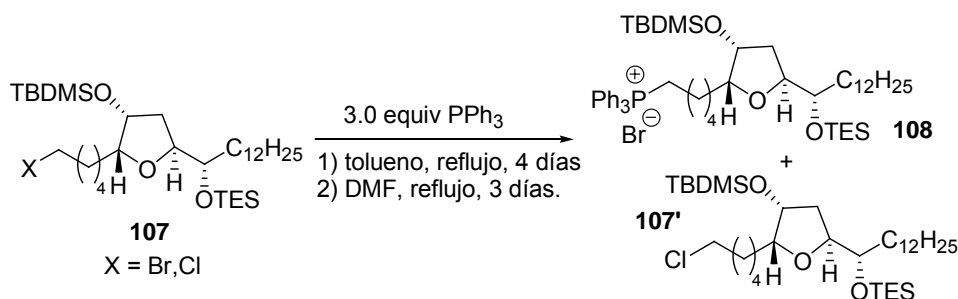 TBDMSO
X
( )4
H
O
H
OTES
C12H25
107
X = Br,Cl
3.0 equiv PPh3
1) tolueno, reflujo, 4 días
2) DMF, reflujo, 3 días.
TBDMSO
Ph3P
+
Br−
( )4
H
O
H
OTES
C12H25
108
+
TBDMSO
107'
Cl
( )4
H
O
H
OTES
C12H25